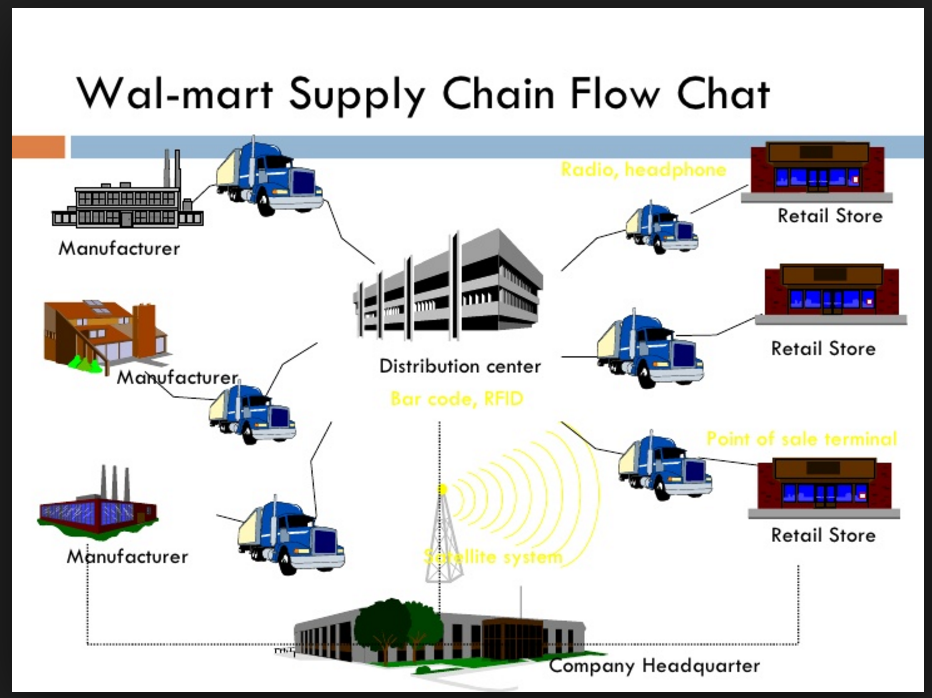 Wal-mart Supply Chain Flow Chat
Radio, headphone
Retail Store
Manufacturer
Retail Store
Distribution center
Manufacturer
Bar code, RFID
Point of sale terminal
Retail Store
Manufacturer
Satellite system
Company Headquarter